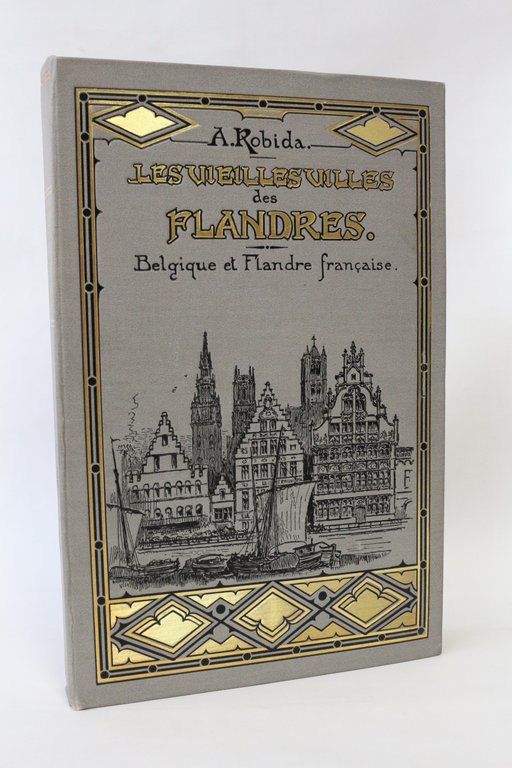 A. Robida.
LES VIEILLES VILLES
des
FLANDRES.
Belgique et Flandre française.